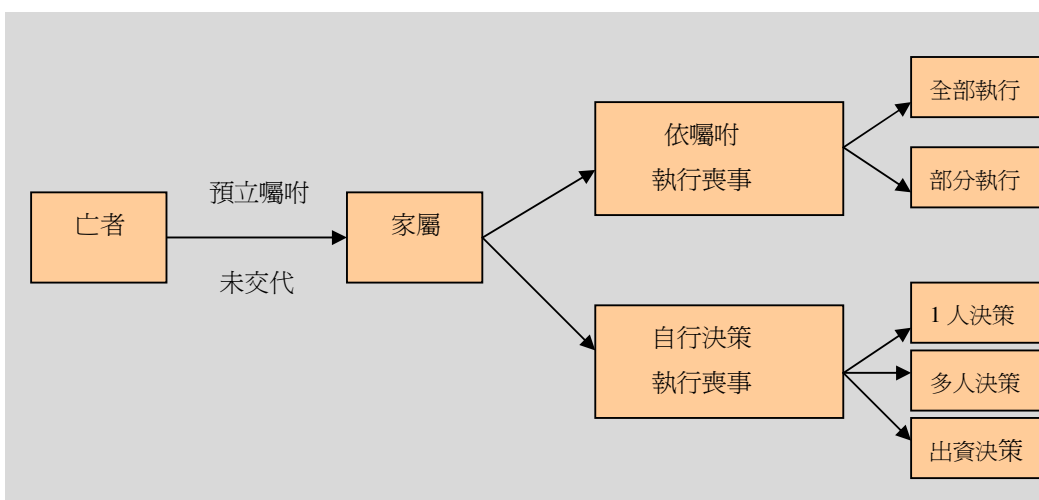 亡者
預立囑咐
未交代
家屬
依囑咐
執行喪事
全部執行
部分執行
自行決策
執行喪事
1 人決策
多人決策
出資決策